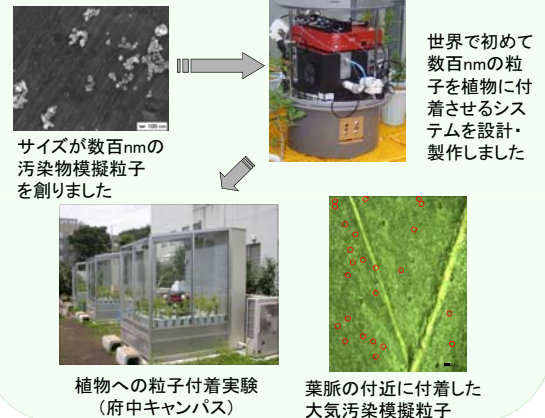 サイズが数百nmの
汚染物模擬粒子
を創りました
世界で初めて
数百nmの粒
子を植物に付
着させるシス
テムを設計・
製作しました
植物への粒子付着実験
（府中キャンパス）
葉脈の付近に付着した
大気汚染模擬粒子